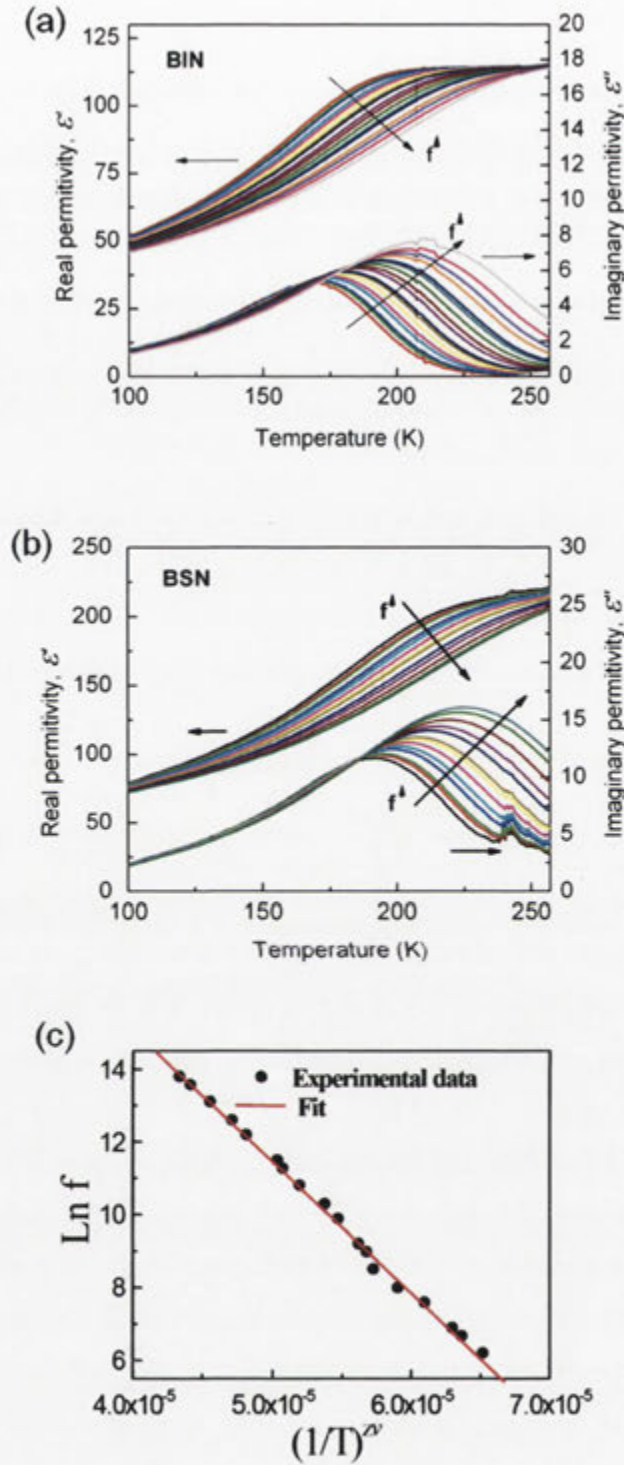 (a)
BIN
Real permitivity, ε'
Imaginary permitivity, ε''
125
100
75
50
25
0
20
18
16
14
12
10
8
6
4
2
0
f
f
100
150
200
250
Temperature (K)
(b)
BSN
Real permitivity, ε'
Imaginary permitivity, ε''
250
200
150
100
50
0
30
25
20
15
10
5
0
f
f
100
150
200
250
Temperature (K)
(c)
Ln f
14
12
10
8
6
Experimental data
Fit
4.0x10⁻⁵
5.0x10⁻⁵
6.0x10⁻⁵
7.0x10⁻⁵
(1/T)^zν